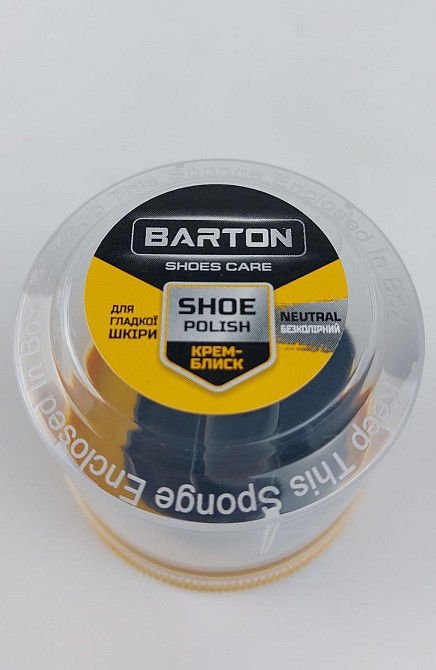 BARTON
SHOES CARE
ДЛЯ
ГЛАДКОЇ
ШКІРИ
SHOE
POLISH
КРЕМ-
БЛИСК
NEUTRAL
БЕЗКОЛІРНИЙ
Keep This Sponge Enclosed In Box
Keep This Sponge Enclosed In Box